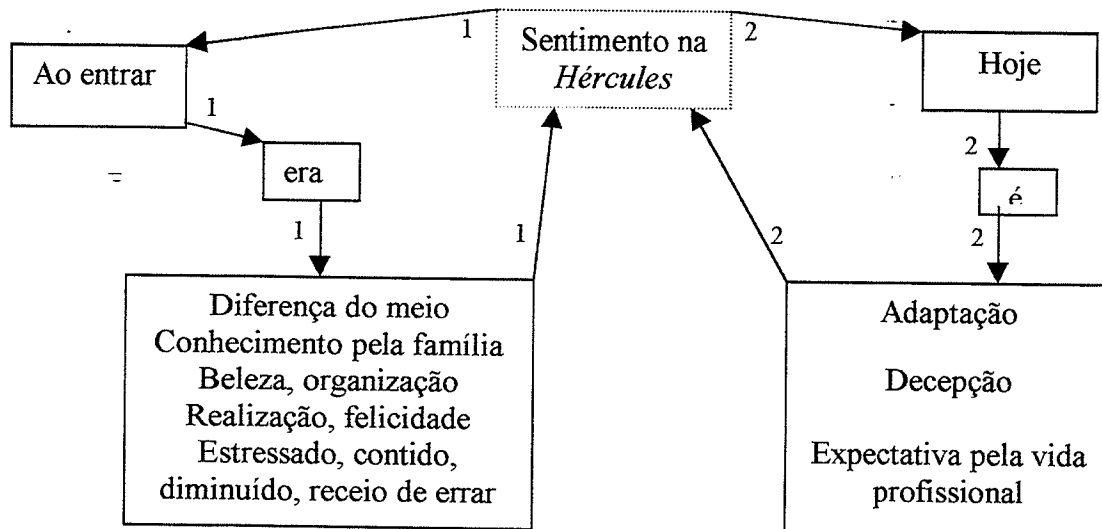 1
Sentimento na
Hércules
2
Ao entrar
Hoje
1
era
2
é
1
1
2
2
Diferença do meio
Conhecimento pela família
Beleza, organização
Realização, felicidade
Estressado, contido,
diminuído, receio de errar
Adaptação
Decepção
Expectativa pela vida
profissional